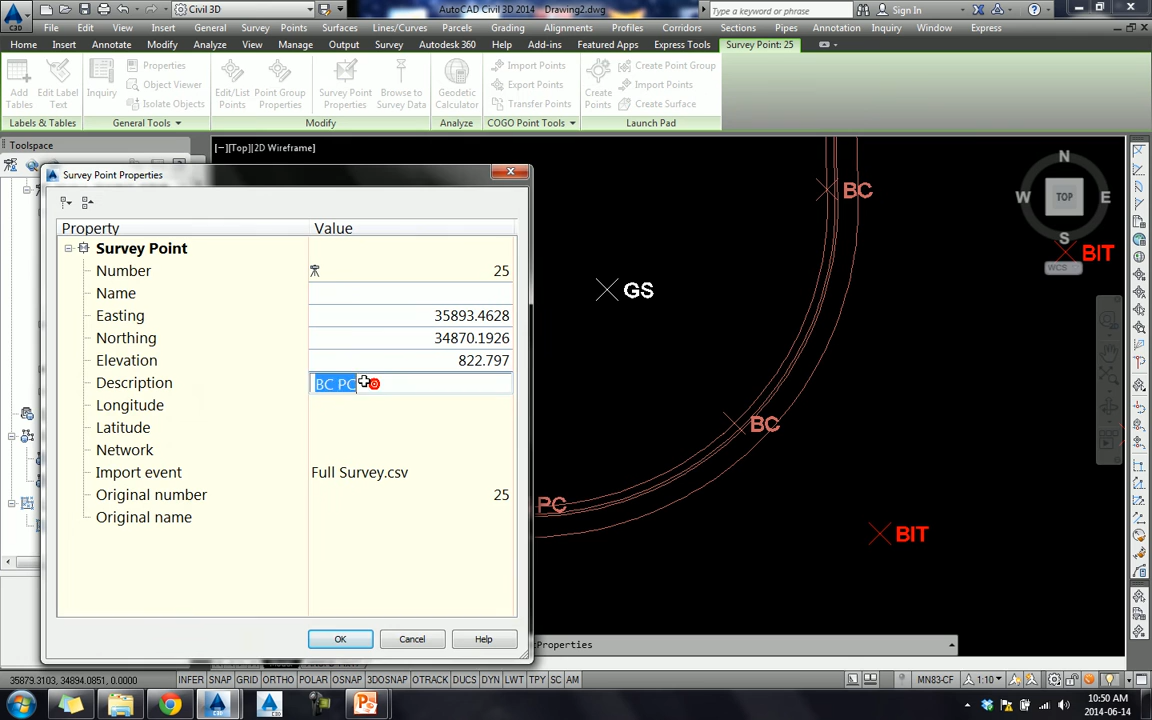 Civil 3D
AutoCAD Civil 3D 2014 Drawing2.dwg
Type a keyword or phrase
Sign In
File Edit View Insert General Survey Points Surfaces Lines/Curves Parcels Grading Alignments Profiles Corridors Sections Pipes Annotation Inquiry Window Express
Home Insert Annotate Modify Analyze View Manage Output Survey Autodesk 360 Help Add-ins Featured Apps Express Tools Survey Point: 25
Add Tables
Edit Label Text
Inquiry
Properties
Object Viewer
Isolate Objects
Edit/List Points
Point Group Properties
Survey Point Properties
Browse to Survey Data
Geodetic Calculator
Import Points
Export Points
Transfer Points
Create Points
Create Point Group
Import Points
Create Surface
Labels & Tables General Tools Modify Analyze COGO Point Tools Launch Pad
Toolspace
[−][Top][2D Wireframe]
Survey Point Properties
Property Value
Survey Point
Number 25
Name
Easting 35893.4628
Northing 34870.1926
Elevation 822.797
Description BC PC
Longitude
Latitude
Network
Import event Full Survey.csv
Original number 25
Original name
OK Cancel Help
BC
GS
BIT
BC
PC
BIT
N
W TOP E
S
WCS
Properties
35879.3103, 34894.0851, 0.0000 INFER SNAP GRID ORTHO POLAR OSNAP 3DOSNAP OTRACK DUCS DYN LWT TPY SC AM
MN83-CF 1:10
10:50 AM
2014-06-14